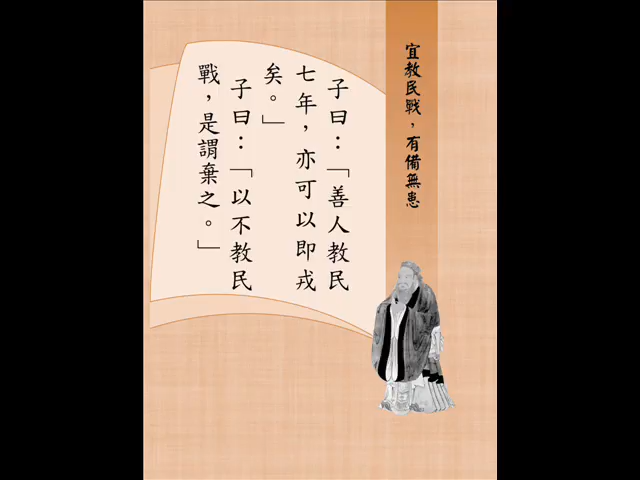 宜教民戰，有備無患
子曰：「善人教民
七年，亦可以即戎
矣。」
子曰：「以不教民
戰，是謂棄之。」